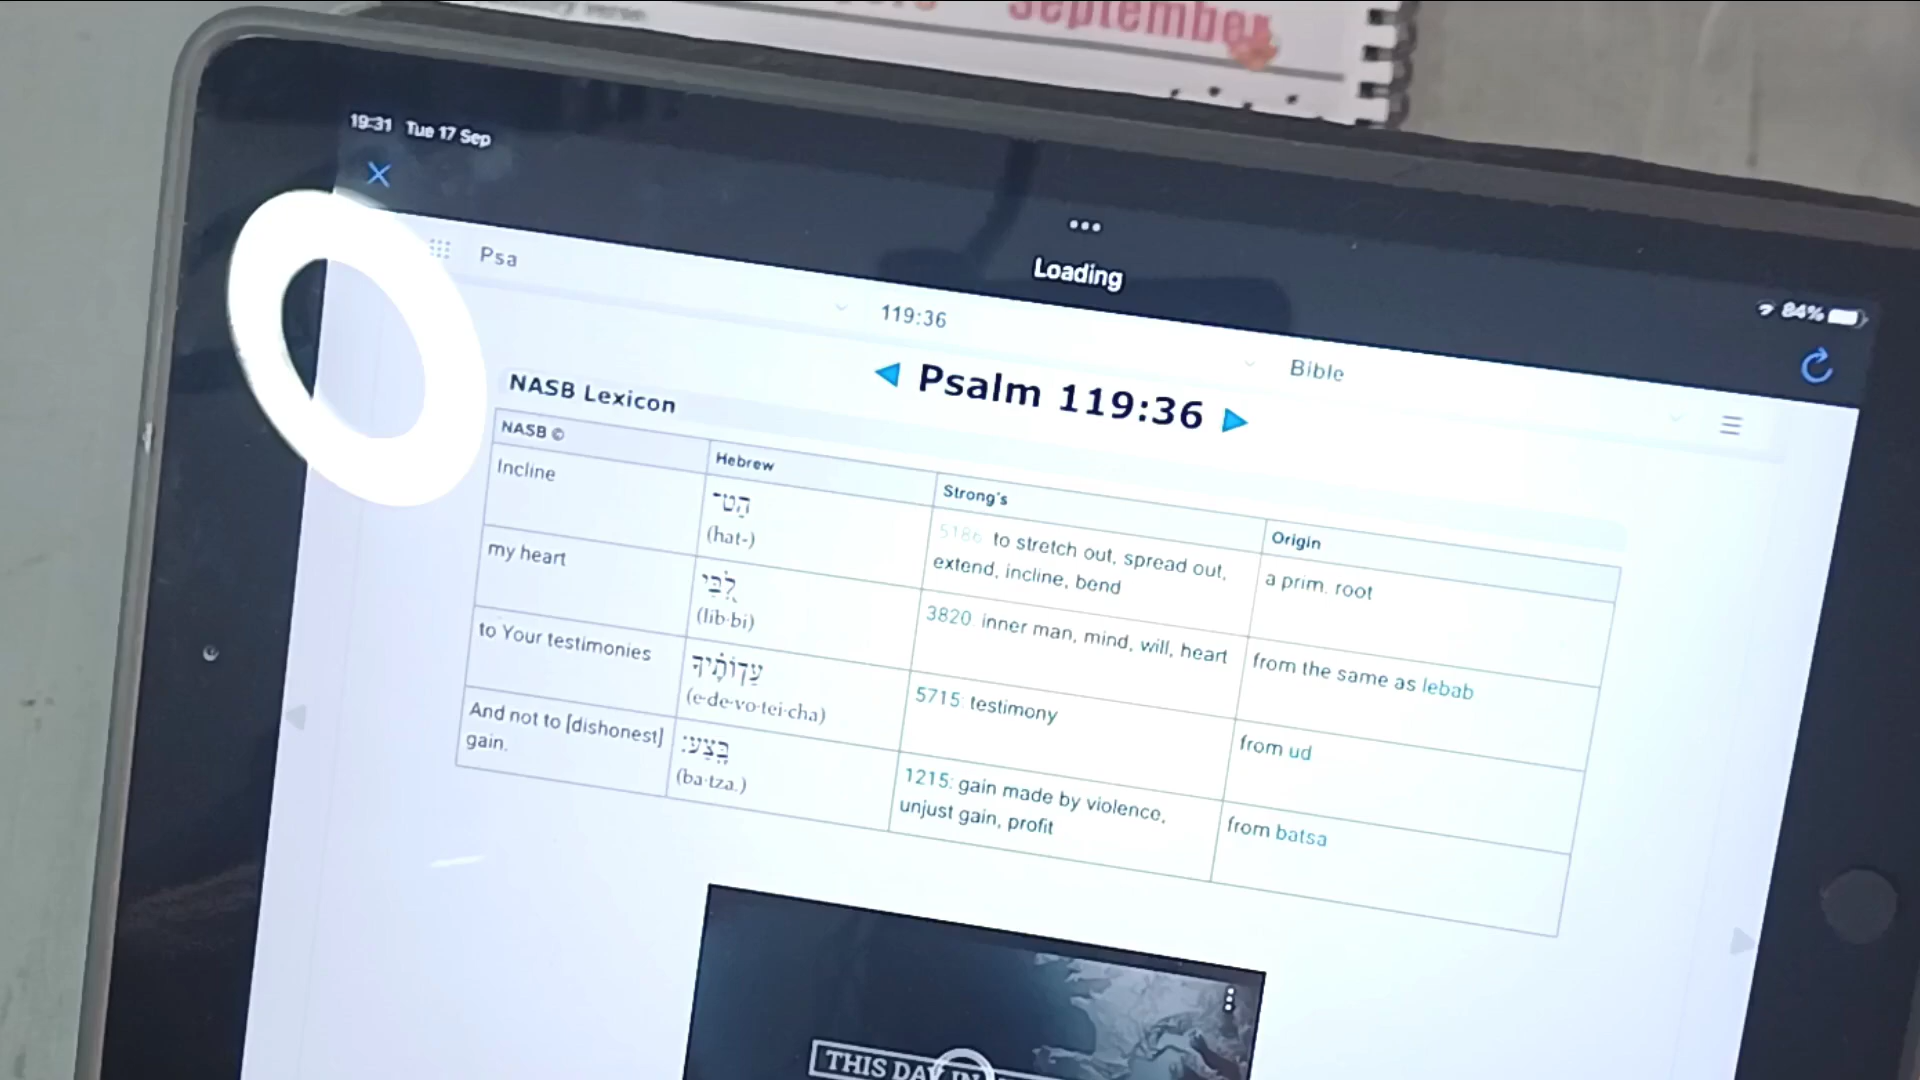 September
verse
19:31 Tue 17 Sep
84%
Loading
Psa
119:36
Bible
Psalm 119:36
NASB Lexicon
NASB © Hebrew Strong's Origin
Incline
הַט־
(hat-)
5186 to stretch out, spread out,
extend, incline, bend
a prim. root
my heart
לִ֭בִּי
(lib·bi)
3820 inner man, mind, will, heart
from the same as lebab
to Your testimonies
עֵדְוֺתֶ֗יךָ
(e·de·vo·tei·cha)
5715: testimony
from ud
And not to [dishonest]
gain.
בָּֽצַע׃
(ba·tza.)
1215: gain made by violence,
unjust gain, profit
from batsa
THIS DAY IN